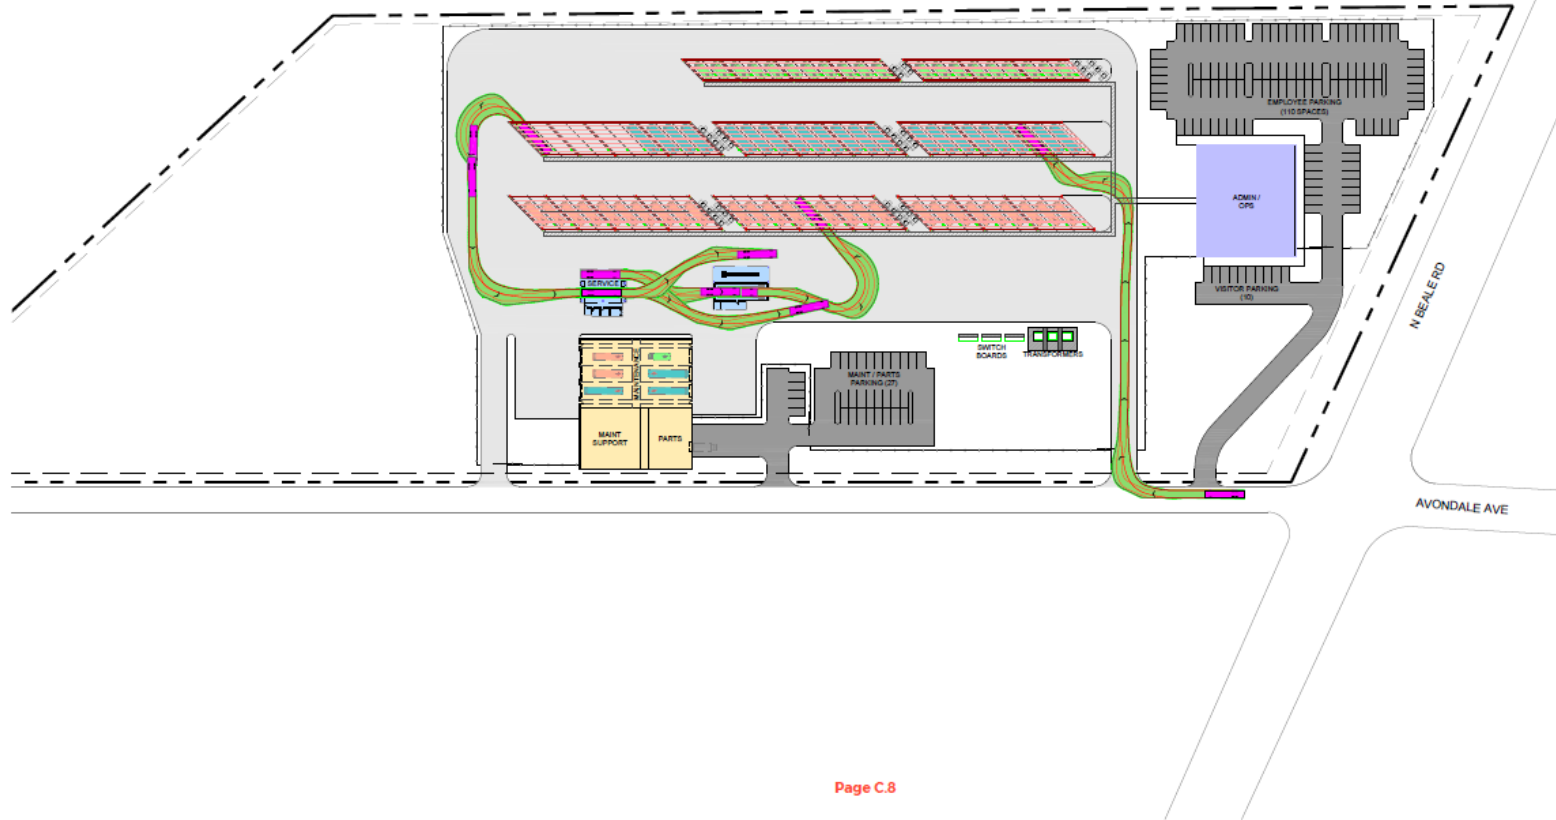 EMPLOYEE PARKING
(110 SPACES)
ADMIN /
OPS
VISITOR PARKING
(10)
N BEALE RD
SERVICE
SWITCH
BOARDS
TRANSFORMERS
MAINTENANCE
MAINT / PARTS
PARKING (27)
MAINT
SUPPORT
PARTS
AVONDALE AVE
Page C.8